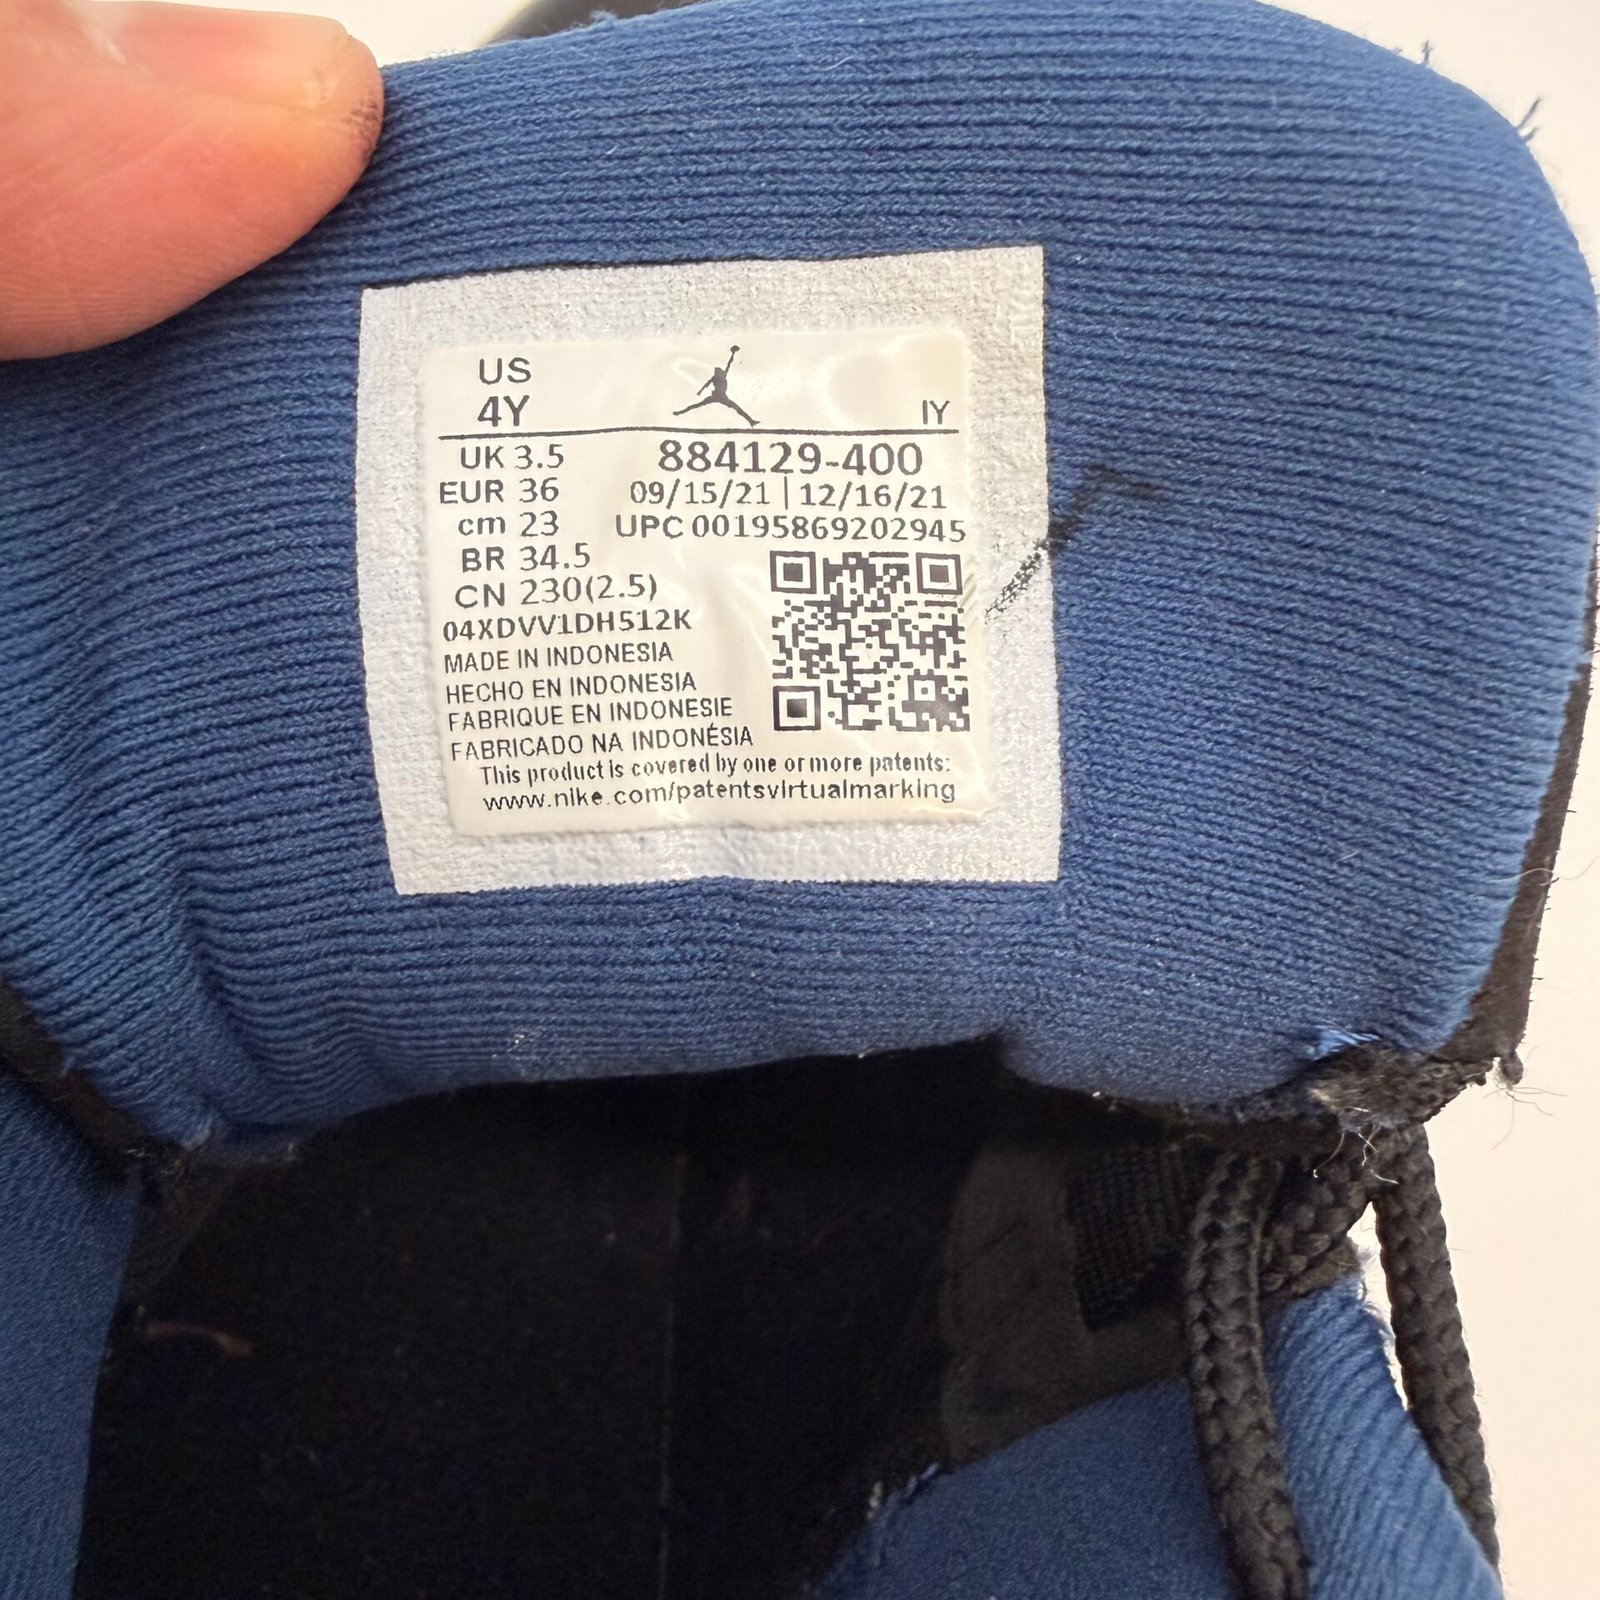 US
4Y
IY
UK 3.5
884129-400
EUR 36
09/15/21 | 12/16/21
cm 23
UPC 00195869202945
BR 34.5
CN 230(2.5)
04XDVV1DH512K
MADE IN INDONESIA
HECHO EN INDONESIA
FABRIQUE EN INDONESIE
FABRICADO NA INDONÉSIA
This product is covered by one or more patents:
www.nike.com/patentsvirtualmarking